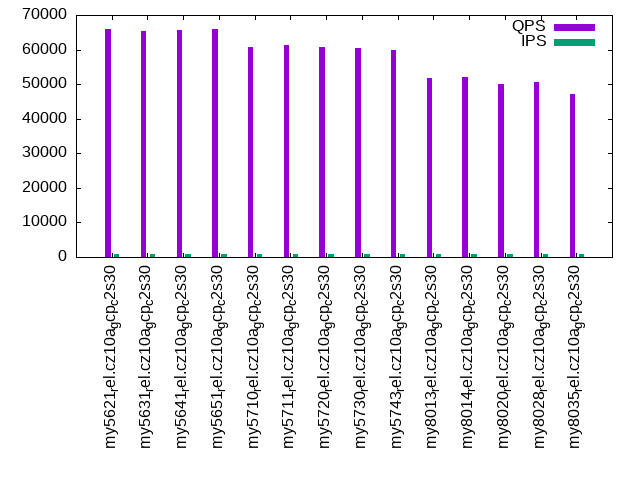 70000
60000
50000
40000
30000
20000
10000
0
QPS
IPS
my5621rel.cz10agcpc2s30
my5631rel.cz10agcpc2s30
my5641rel.cz10agcpc2s30
my5651rel.cz10agcpc2s30
my5710rel.cz10agcpc2s30
my5711rel.cz10agcpc2s30
my5720rel.cz10agcpc2s30
my5730rel.cz10agcpc2s30
my5743rel.cz10agcpc2s30
my8013rel.cz10agcpc2s30
my8014rel.cz10agcpc2s30
my8020rel.cz10agcpc2s30
my8028rel.cz10agcpc2s30
my8035rel.cz10agcpc2s30